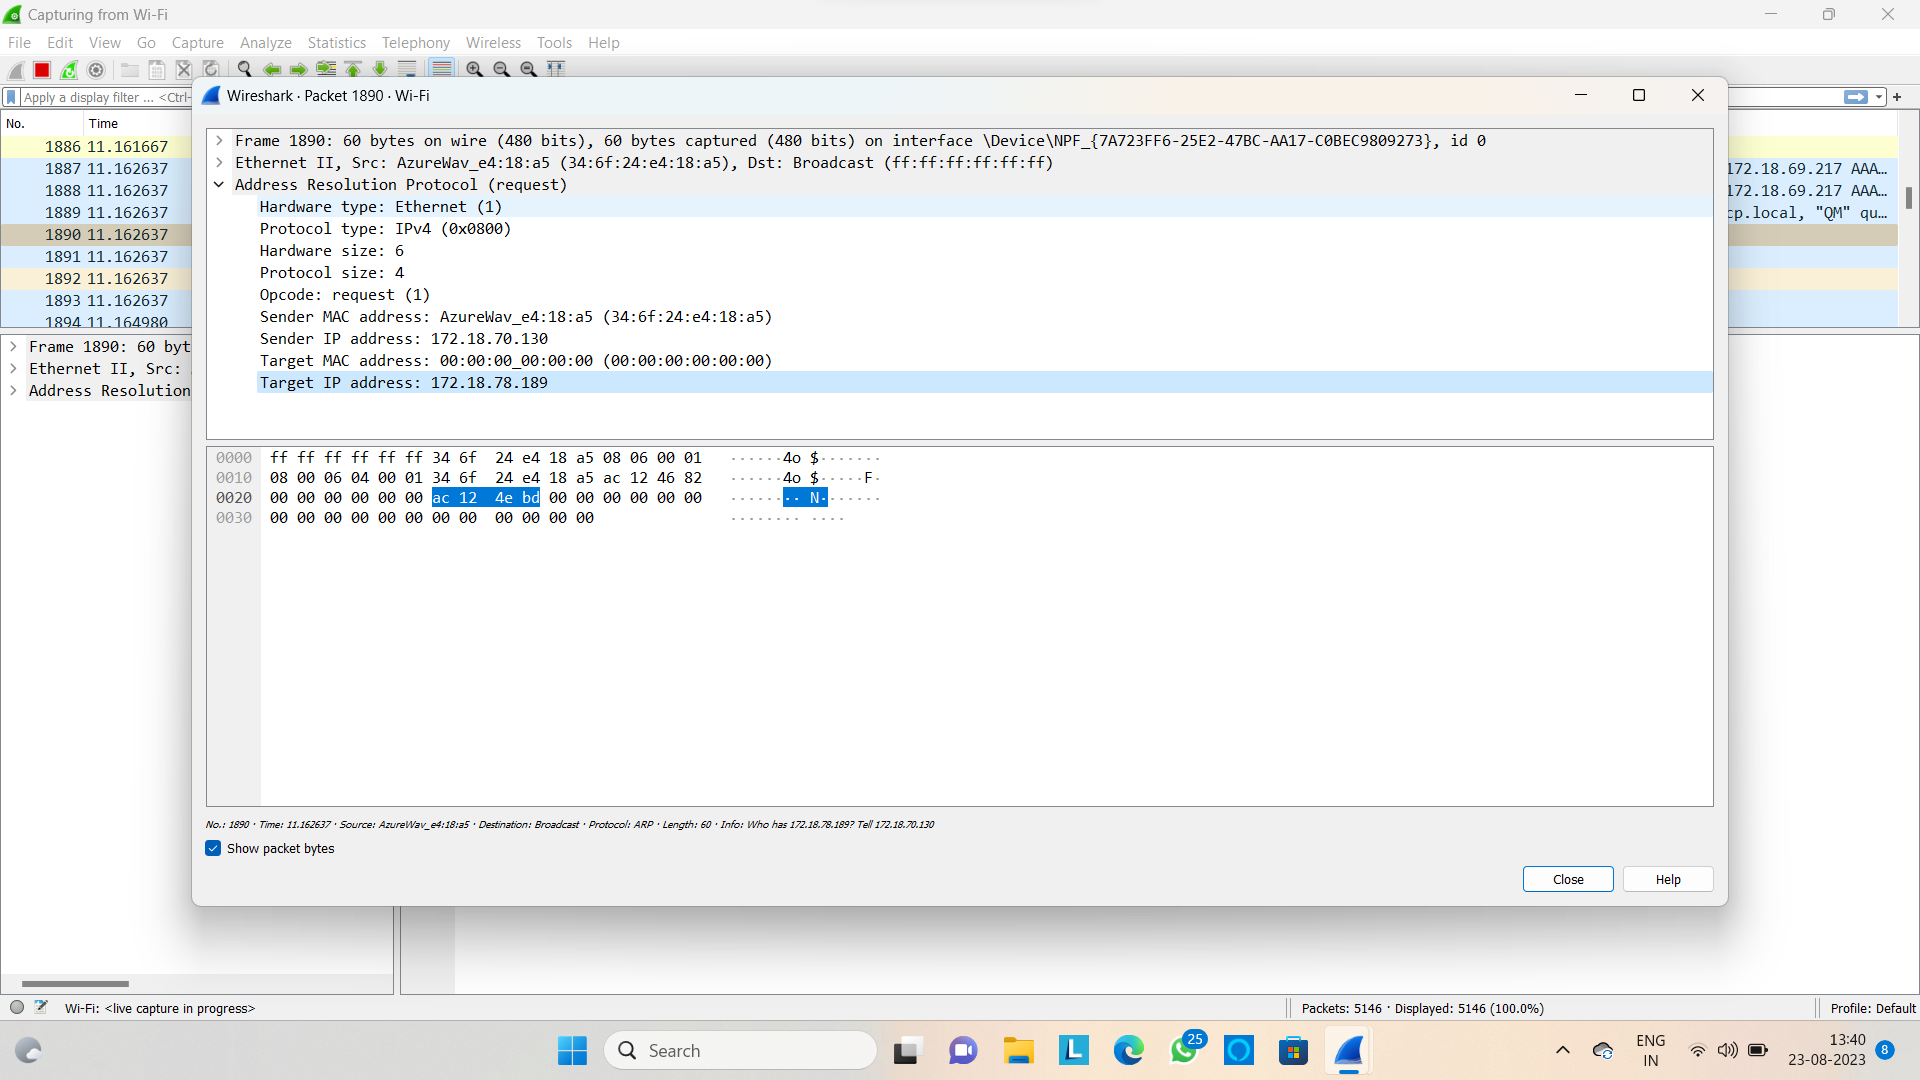 Capturing from Wi-Fi
File Edit View Go Capture Analyze Statistics Telephony Wireless Tools Help
Apply a display filter ... <Ctrl-
No. Time
1886 11.161667
1887 11.162637
1888 11.162637
1889 11.162637
1890 11.162637
1891 11.162637
1892 11.162637
1893 11.162637
1894 11.164980
172.18.69.217 AAA…
172.18.69.217 AAA…
cp.local, "QM" qu…
Frame 1890: 60 byt
Ethernet II, Src:
Address Resolution
Wireshark · Packet 1890 · Wi-Fi
Frame 1890: 60 bytes on wire (480 bits), 60 bytes captured (480 bits) on interface \Device\NPF_{7A723FF6-25E2-47BC-AA17-C0BEC9809273}, id 0
Ethernet II, Src: AzureWav_e4:18:a5 (34:6f:24:e4:18:a5), Dst: Broadcast (ff:ff:ff:ff:ff:ff)
Address Resolution Protocol (request)
Hardware type: Ethernet (1)
Protocol type: IPv4 (0x0800)
Hardware size: 6
Protocol size: 4
Opcode: request (1)
Sender MAC address: AzureWav_e4:18:a5 (34:6f:24:e4:18:a5)
Sender IP address: 172.18.70.130
Target MAC address: 00:00:00_00:00:00 (00:00:00:00:00:00)
Target IP address: 172.18.78.189
0000 ff ff ff ff ff ff 34 6f 24 e4 18 a5 08 06 00 01 ······4o $·······
0010 08 00 06 04 00 01 34 6f 24 e4 18 a5 ac 12 46 82 ······4o $·····F·
0020 00 00 00 00 00 00 ac 12 4e bd 00 00 00 00 00 00 ········ N·······
0030 00 00 00 00 00 00 00 00 00 00 00 00 ········ ····
No.: 1890 · Time: 11.162637 · Source: AzureWav_e4:18:a5 · Destination: Broadcast · Protocol: ARP · Length: 60 · Info: Who has 172.18.78.189? Tell 172.18.70.130
Show packet bytes
Close Help
Wi-Fi: <live capture in progress>
Packets: 5146 · Displayed: 5146 (100.0%)
Profile: Default
Search
L
25
ENG
IN
13:40
23-08-2023
8